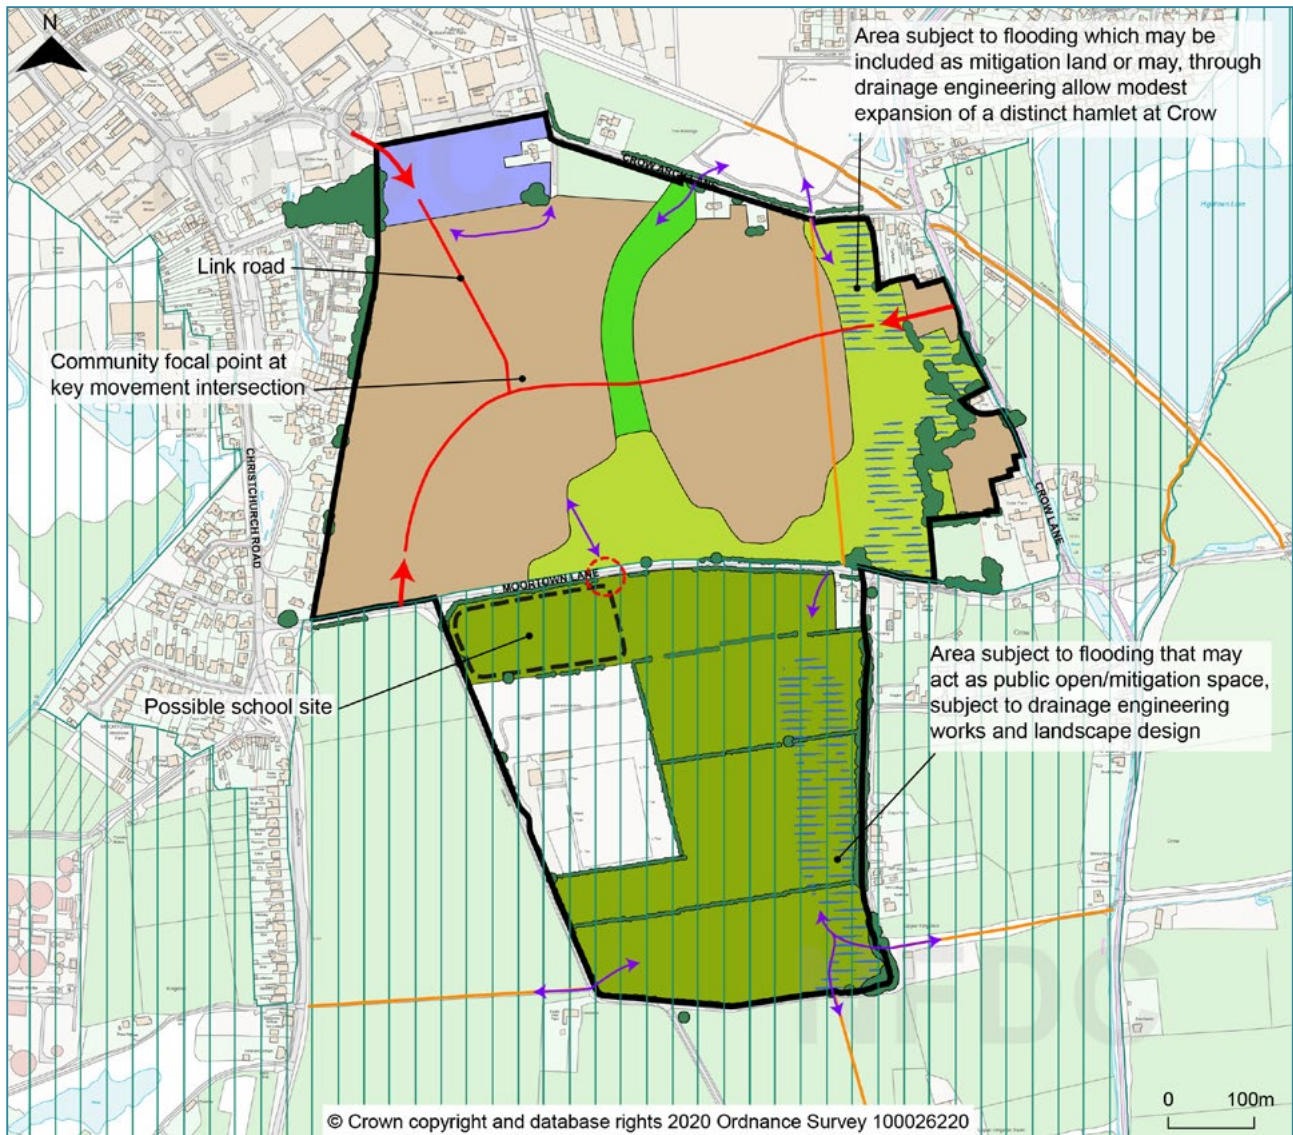 N
Area subject to flooding which may be
included as mitigation land or may, through
drainage engineering allow modest
expansion of a distinct hamlet at Crow
CROW ARCH LANE
Link road
Community focal point at
key movement intersection
CHRISTCHURCH ROAD
CROW LANE
MOORTOWN LANE
Possible school site
Area subject to flooding that may
act as public open/mitigation space,
subject to drainage engineering
works and landscape design
Crow
NFDC
0 100m
© Crown copyright and database rights 2020 Ordnance Survey 100026220